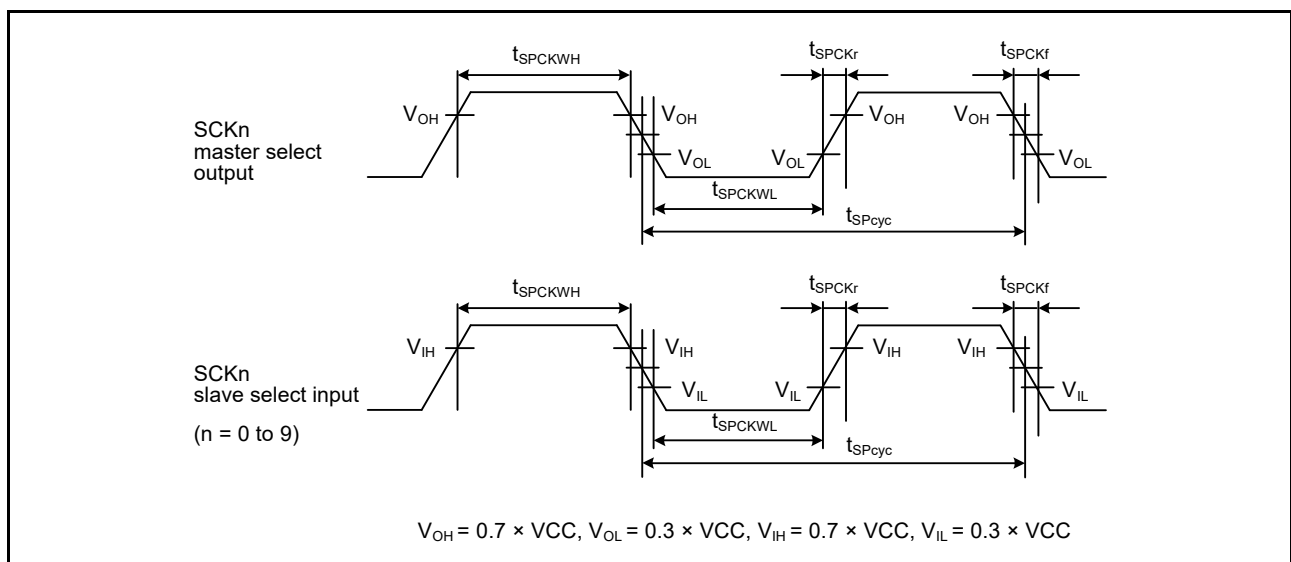 tSPCKWH tSPCKr tSPCKf
VOH VOH VOH VOH
SCKn
master select
output
VOL VOL VOL
tSPCKWL
tSPcyc
tSPCKWH tSPCKr tSPCKf
VIH VIH VIH VIH
SCKn
slave select input
VIL VIL VIL
(n = 0 to 9)
tSPCKWL
tSPcyc
VOH = 0.7 × VCC, VOL = 0.3 × VCC, VIH = 0.7 × VCC, VIL = 0.3 × VCC